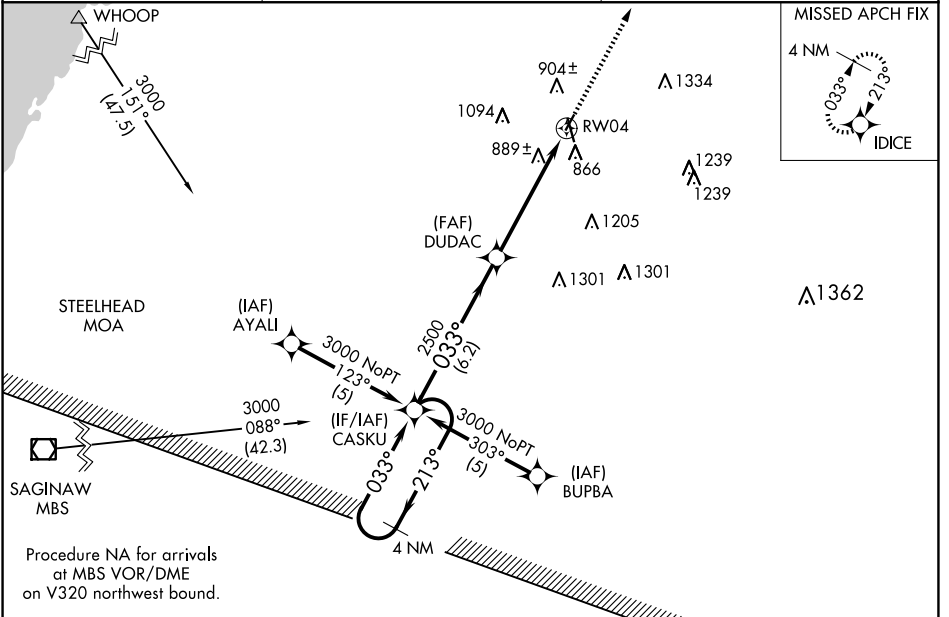 WHOOP
3000
151°
(47.5)
MISSED APCH FIX
4 NM
033°
213°
IDICE
904±
1334
1094
RW04
889±
866
1239
1239
1205
(FAF)
DUDAC
1301
1301
1362
STEELHEAD
MOA
(IAF)
AYALI
2500
033°
(6.2)
3000 NoPT
123°
(5)
3000
088°
(42.3)
(IF/IAF)
CASKU
3000 NoPT
303°
(5)
(IAF)
BUPBA
033°
213°
4 NM
SAGINAW
MBS
Procedure NA for arrivals
at MBS VOR/DME
on V320 northwest bound.